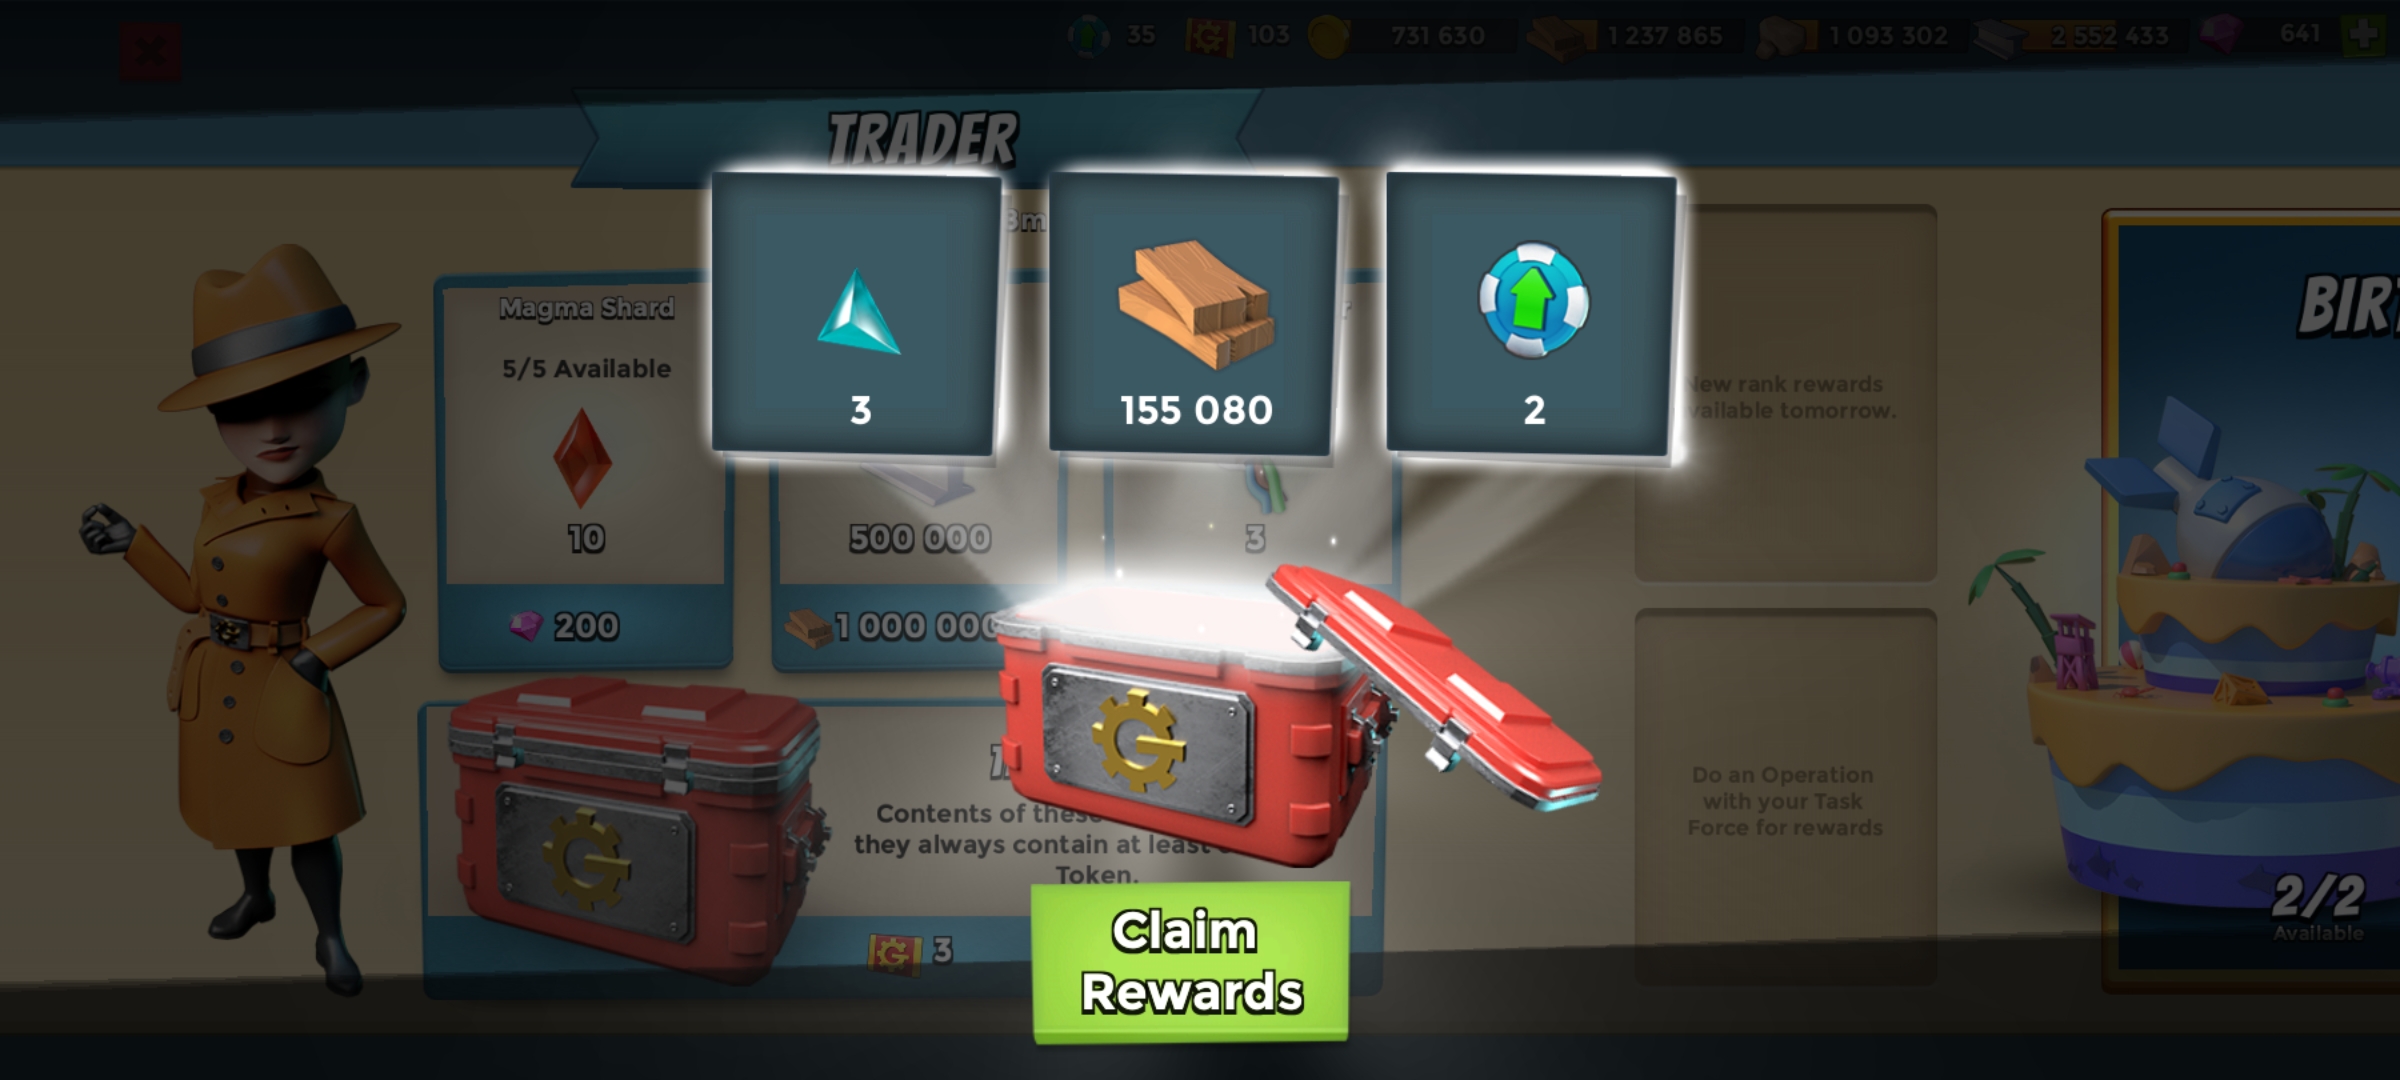 35
103
731 630
1 237 865
1 093 302
2 552 433
641
TRADER
3m
Magma Shard
5/5 Available
10
200
500 000
1 000 000
3
3
155 080
2
New rank rewards
available tomorrow.
Contents of these
they always contain at least
Token.
3
Do an Operation
with your Task
Force for rewards
2/2
Available
Claim
Rewards